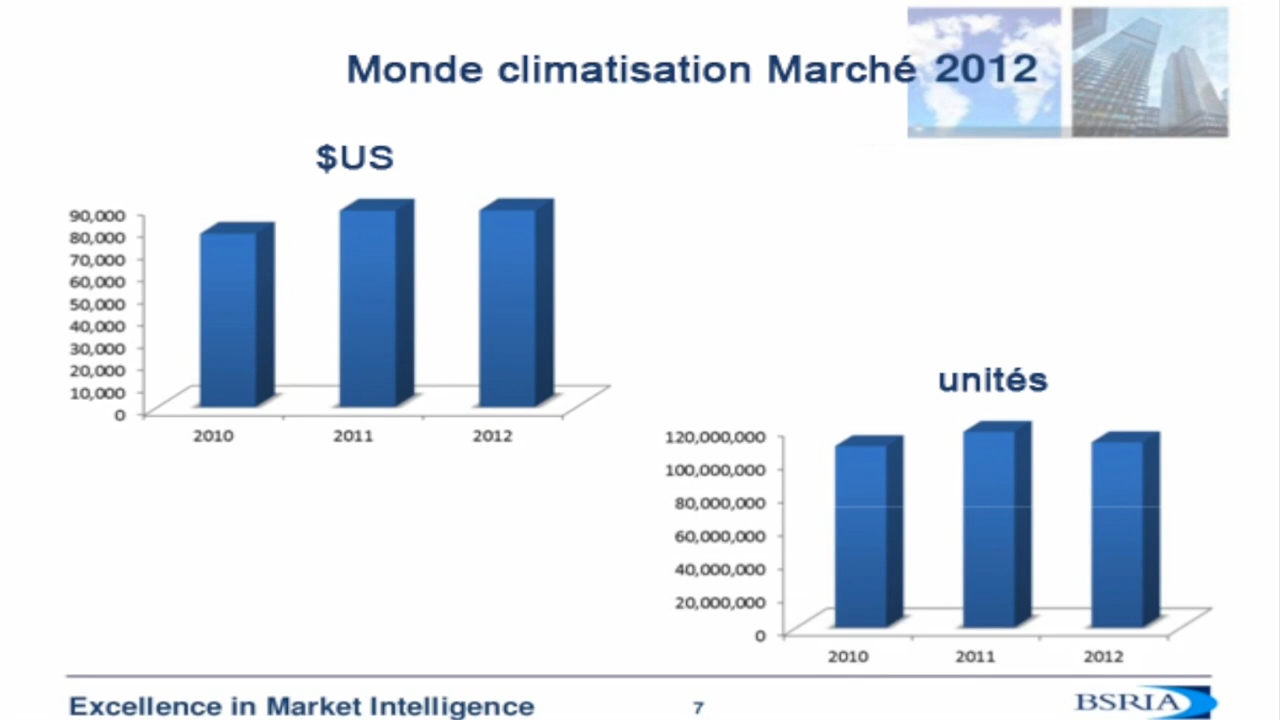 Monde climatisation Marché 2012
$US
90,000
80,000
70,000
60,000
50,000
40,000
30,000
20,000
10,000
0
2010 2011 2012
unités
120,000,000
100,000,000
80,000,000
60,000,000
40,000,000
20,000,000
0
2010 2011 2012
Excellence in Market Intelligence 7 BSRIA